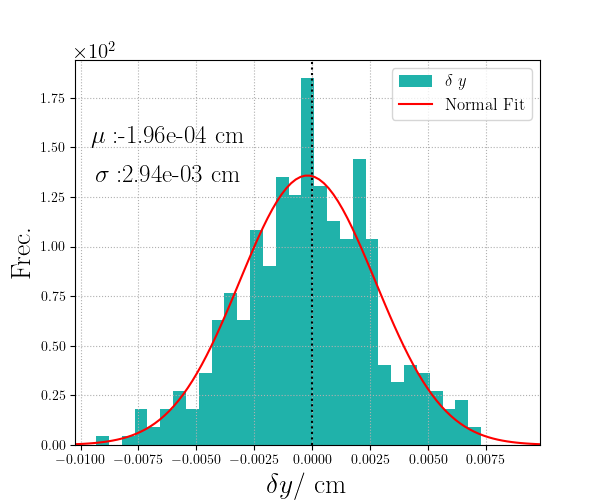 ×10²
δ y
Normal Fit
μ :-1.96e-04 cm
σ :2.94e-03 cm
Frec.
1.75
1.50
1.25
1.00
0.75
0.50
0.25
0.00
−0.0100 −0.0075 −0.0050 −0.0025 0.0000 0.0025 0.0050 0.0075
δy/ cm